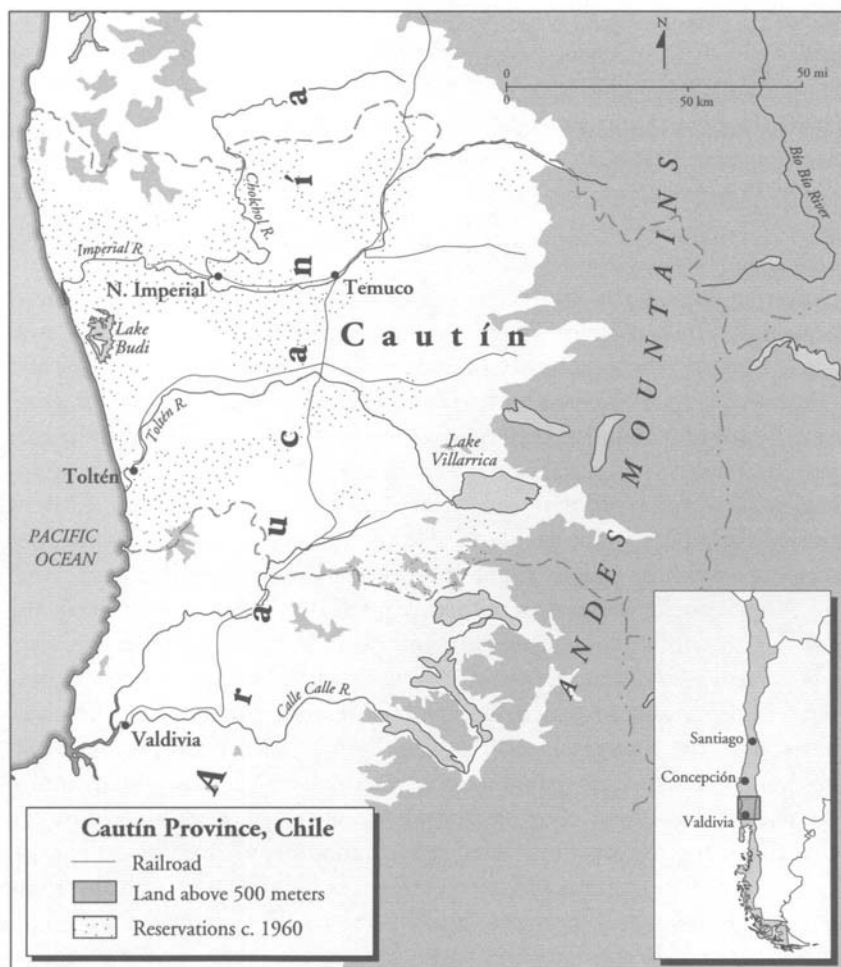 N
0 50 mi
0 50 km
Bío Bío River
Cholchol R.
Imperial R
N. Imperial
Temuco
Lake
Budi
Cautín
Araucanía
ANDES MOUNTAINS
Toltén R.
Lake
Villarrica
Toltén
PACIFIC
OCEAN
Calle Calle R.
Valdivia
Santiago
Concepción
Valdivia
Cautín Province, Chile
Railroad
Land above 500 meters
Reservations c. 1960